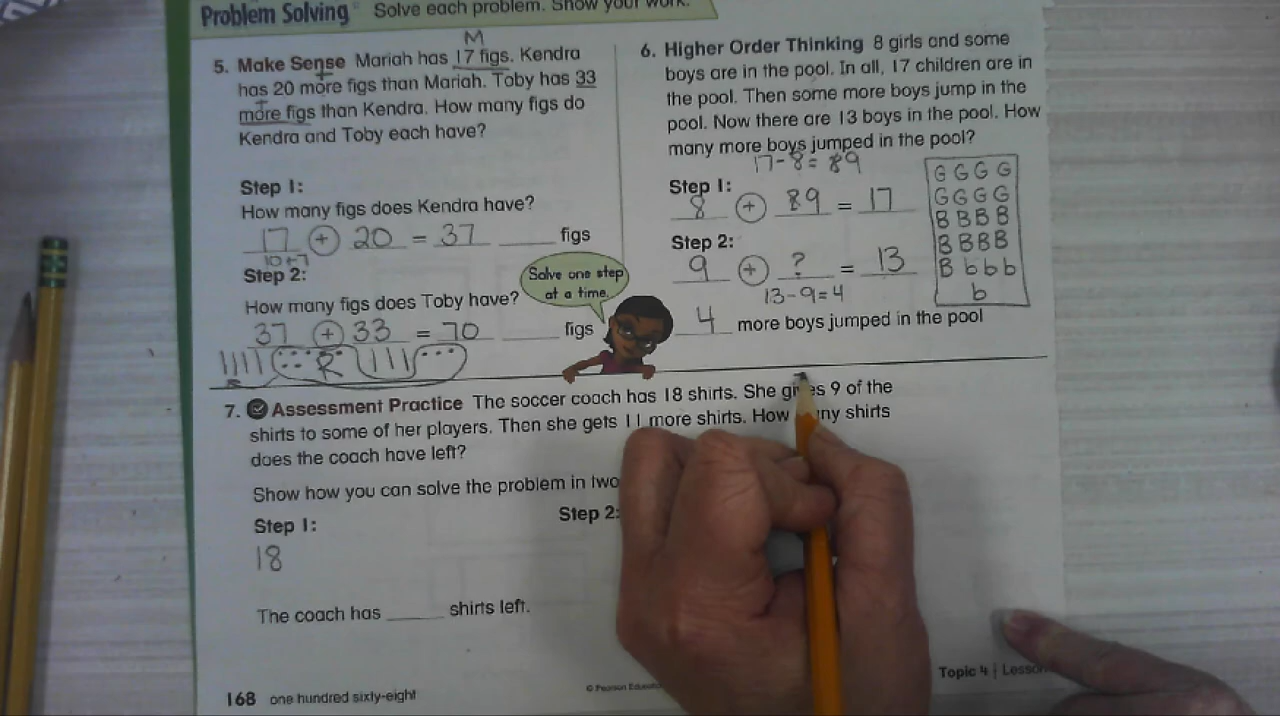 Problem Solving Solve each problem. Show your work.
M
5. Make Sense Mariah has 17 figs. Kendra
+
has 20 more figs than Mariah. Toby has 33
+
more figs than Kendra. How many figs do
Kendra and Toby each have?
Step 1:
How many figs does Kendra have?
17 + 20 = 37 figs
10+7
Step 2:
How many figs does Toby have?
37 + 33 = 70 figs
R
Solve one step
at a time.
6. Higher Order Thinking 8 girls and some
boys are in the pool. In all, 17 children are in
the pool. Then some more boys jump in the
pool. Now there are 13 boys in the pool. How
many more boys jumped in the pool?
17-8=89
Step 1:
8 + 89 = 17
Step 2:
9 + ? = 13
13-9=4
4 more boys jumped in the pool
G G G G
G G G G
B B B B
B B B B
B b b b
b
7. Assessment Practice The soccer coach has 18 shirts. She gives 9 of the
shirts to some of her players. Then she gets 11 more shirts. How shirts
does the coach have left?
Show how you can solve the problem in two
Step 1:
18
Step 2:
The coach has shirts left.
168 one hundred sixty-eight
© Pearson
Topic 4 | Lesson